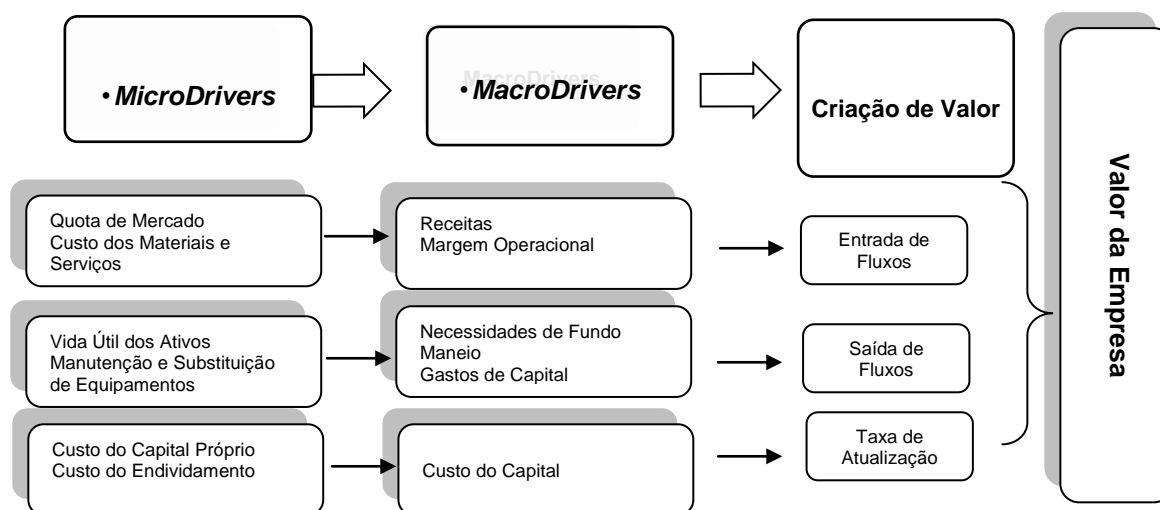 • MicroDrivers
MacroDrivers
• MacroDrivers
Criação de Valor
Valor da Empresa
Quota de Mercado
Custo dos Materiais e
Serviços
Receitas
Margem Operacional
Entrada de
Fluxos
Vida Útil dos Ativos
Manutenção e Substituição
de Equipamentos
Necessidades de Fundo
Maneio
Gastos de Capital
Saída de
Fluxos
Custo do Capital Próprio
Custo do Endividamento
Custo do Capital
Taxa de
Atualização